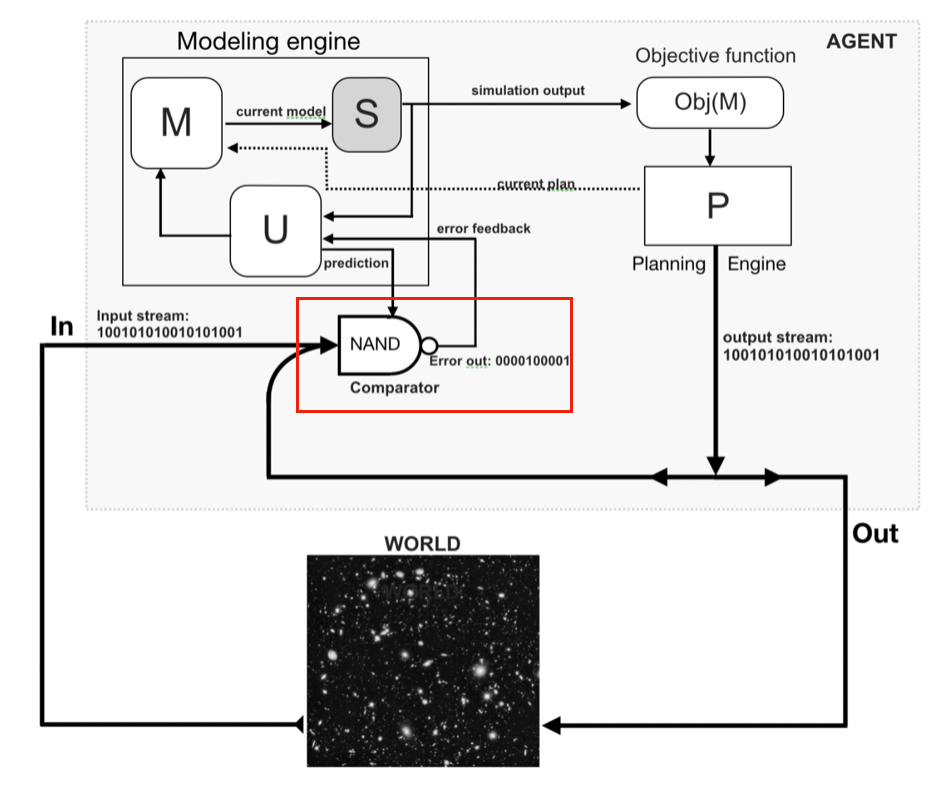 Modeling engine
AGENT
Objective function
M
current model
S
simulation output
Obj(M)
current plan
P
U
error feedback
prediction
Planning Engine
In
Input stream:
100101010010101001
NAND
Error out: 0000100001
Comparator
output stream:
100101010010101001
Out
WORLD
WORLD